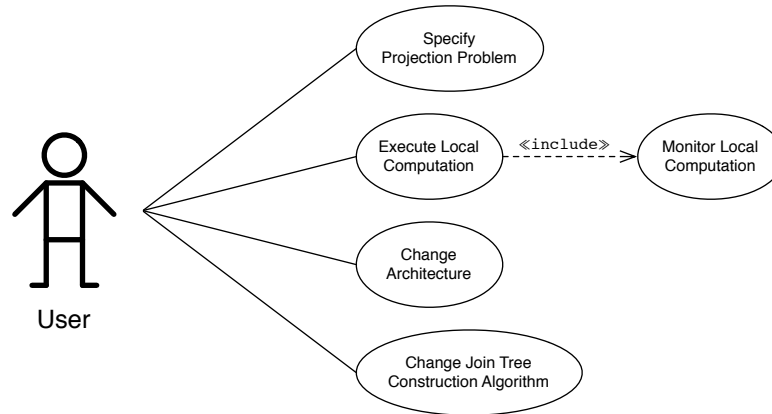 Specify
Projection Problem
Execute Local
Computation
≪include≫
Monitor Local
Computation
Change
Architecture
User
Change Join Tree
Construction Algorithm